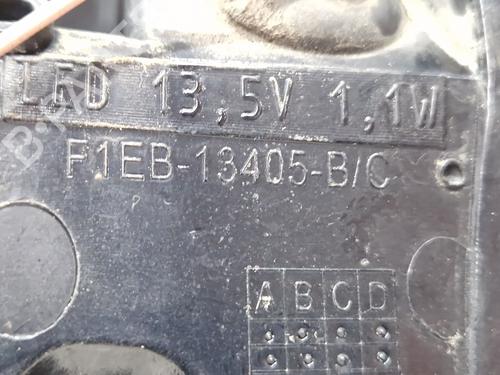 LED 13,5V 1,1W
F1EB-13405-B/C
A B C D